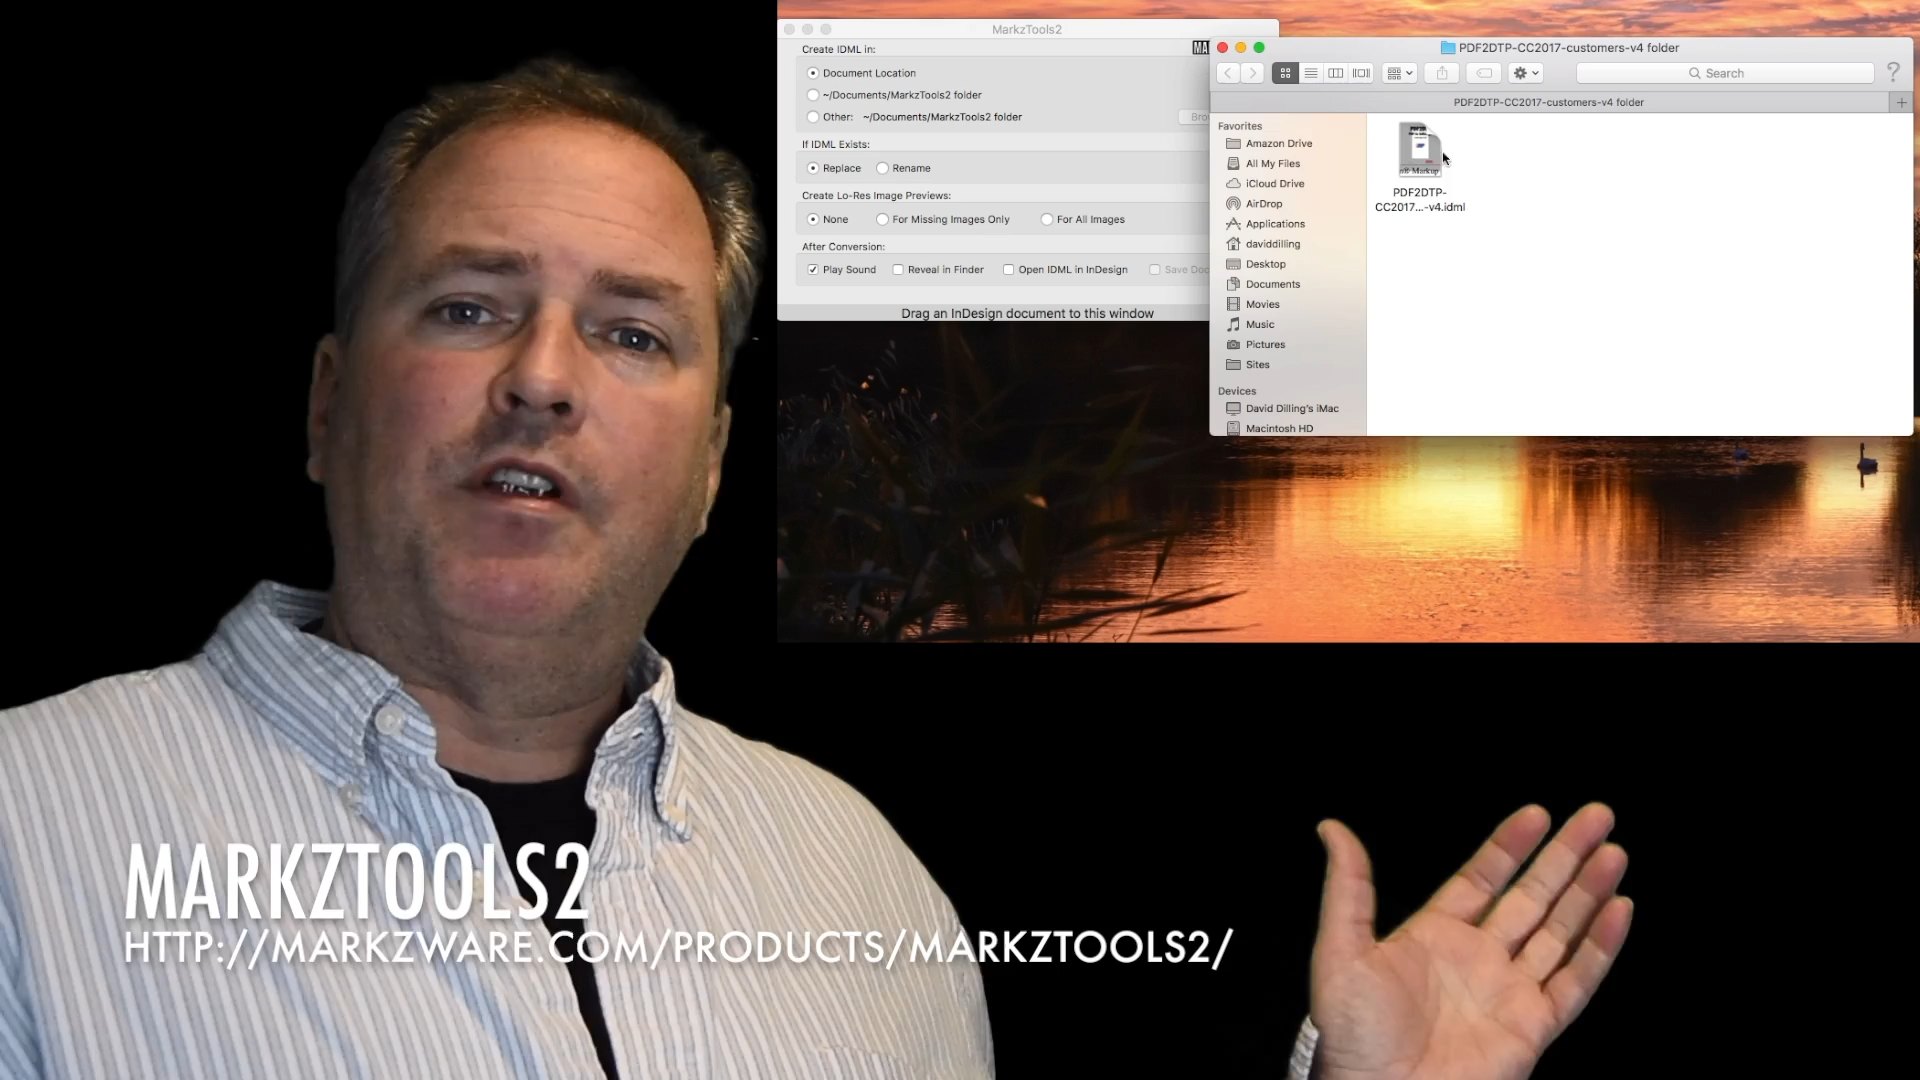 MarkzTools2
Create IDML in:
Document Location
~/Documents/MarkzTools2 folder
Other: ~/Documents/MarkzTools2 folder
If IDML Exists:
Replace Rename
Create Lo-Res Image Previews:
None For Missing Images Only For All Images
After Conversion:
Play Sound Reveal in Finder Open IDML in InDesign Save Doc
Drag an InDesign document to this window
PDF2DTP-CC2017-customers-v4 folder
Search
?
PDF2DTP-CC2017-customers-v4 folder
Favorites
Amazon Drive
All My Files
iCloud Drive
AirDrop
Applications
daviddilling
Desktop
Documents
Movies
Music
Pictures
Sites
Devices
David Dilling's iMac
Macintosh HD
PDF2DTP-
CC2017...-v4.idml
MARKZTOOLS2
HTTP://MARKZWARE.COM/PRODUCTS/MARKZTOOLS2/